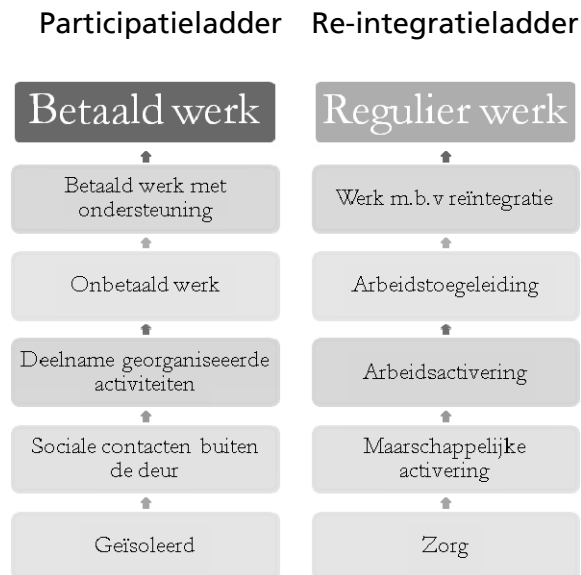 Participatieladder
Betaald werk
Betaald werk met
ondersteuning
Onbetaald werk
Deelname georganiseeerde
activiteiten
Sociale contacten buiten
de deur
Geïsoleerd
Re-integratieladder
Regulier werk
Werk m.b.v reïntegratie
Arbeidstoegeleiding
Arbeidsactivering
Maarschappelijke
activering
Zorg